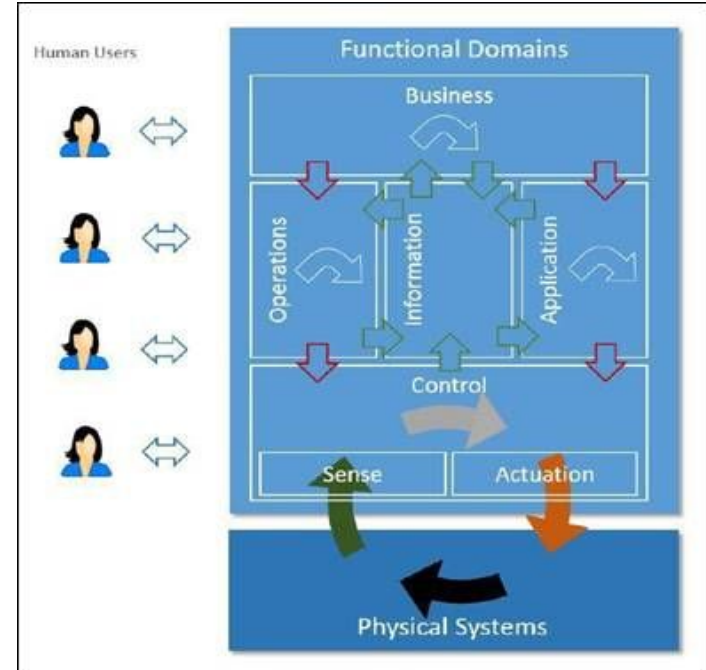 Human Users
Functional Domains
Business
Operations
Information
Application
Control
Sense
Actuation
Physical Systems